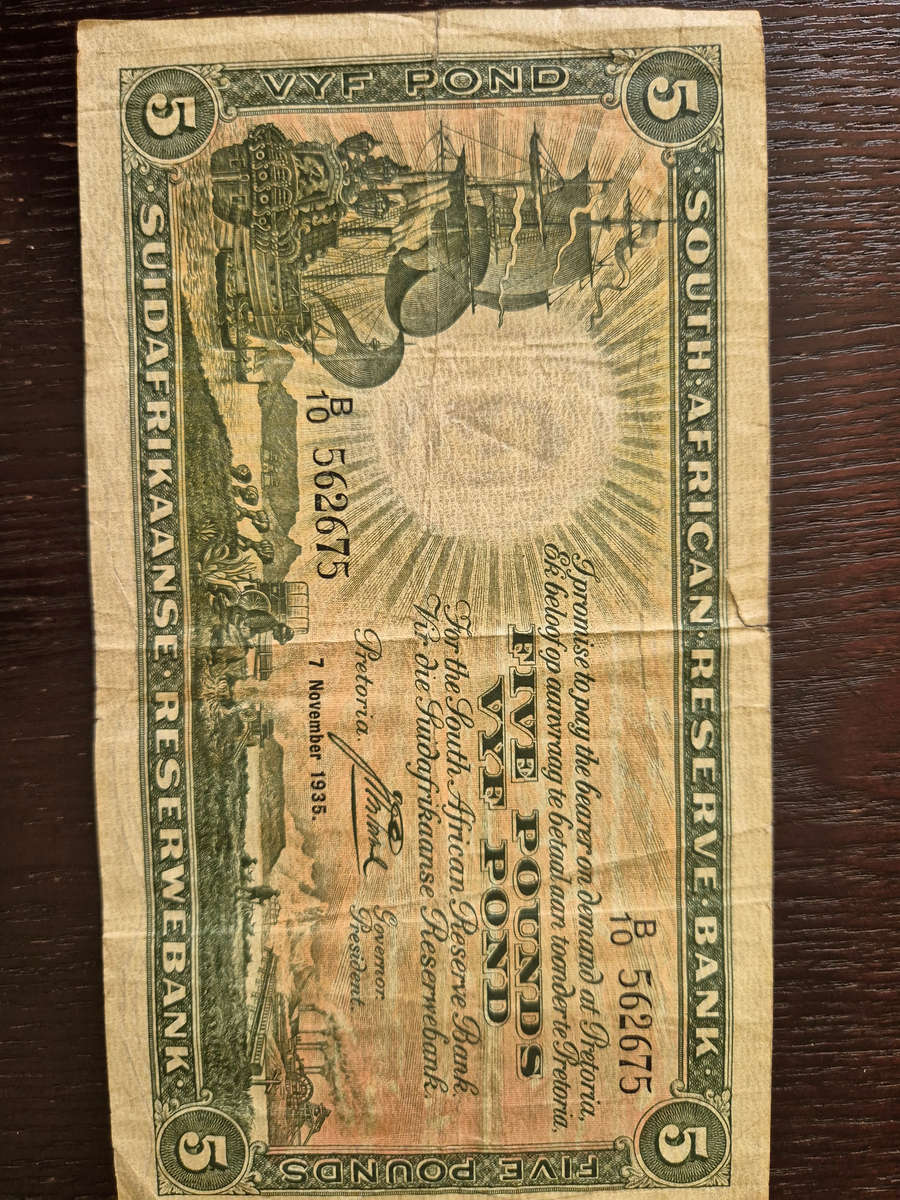 SOUTH·AFRICAN·RESERVE·BANK
5
5
B/10 562675
I promise to pay the bearer on demand at Pretoria,
Ek beloof op aanvraag te betaal aan toonder te Pretoria,
FIVE POUNDS
VYF POND
For the South African Reserve Bank,
Vir die Suidafrikaanse Reserwebank,
B/10 562675
Pretoria.
7 November 1935.
Governor.
President.
VYF POND
FIVE POUNDS
5
5
SUIDAFRIKAANSE·RESERWEBANK·